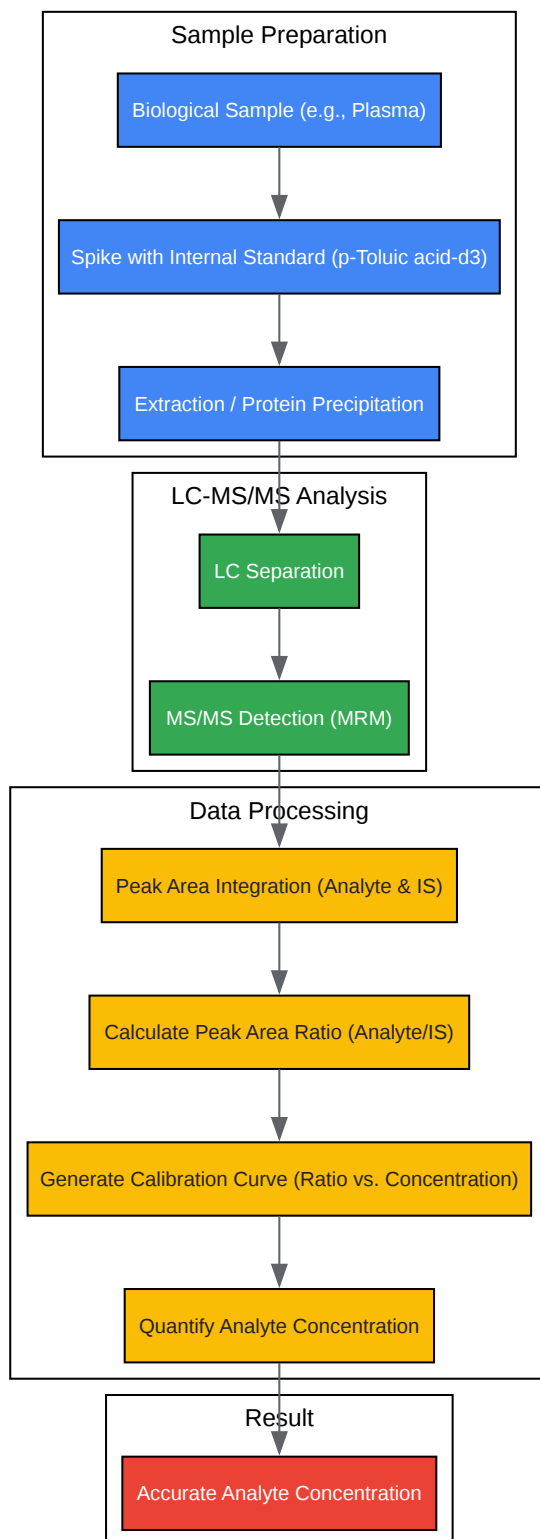 Sample Preparation
Biological Sample (e.g., Plasma)
Spike with Internal Standard (p-Toluic acid-d3)
Extraction / Protein Precipitation
LC-MS/MS Analysis
LC Separation
MS/MS Detection (MRM)
Data Processing
Peak Area Integration (Analyte & IS)
Calculate Peak Area Ratio (Analyte/IS)
Generate Calibration Curve (Ratio vs. Concentration)
Quantify Analyte Concentration
Result
Accurate Analyte Concentration